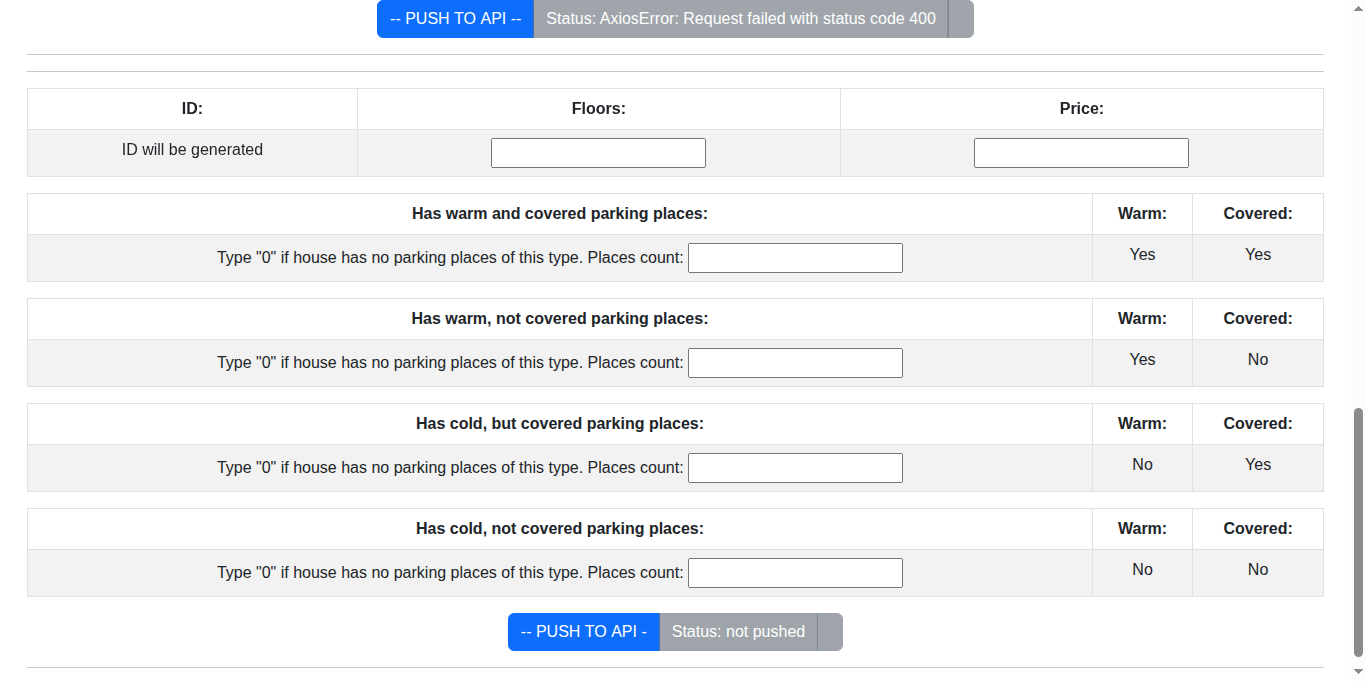 -- PUSH TO API -- Status: AxiosError: Request failed with status code 400
ID: Floors: Price:
ID will be generated
Has warm and covered parking places: Warm: Covered:
Type "0" if house has no parking places of this type. Places count: Yes Yes
Has warm, not covered parking places: Warm: Covered:
Type "0" if house has no parking places of this type. Places count: Yes No
Has cold, but covered parking places: Warm: Covered:
Type "0" if house has no parking places of this type. Places count: No Yes
Has cold, not covered parking places: Warm: Covered:
Type "0" if house has no parking places of this type. Places count: No No
-- PUSH TO API - Status: not pushed